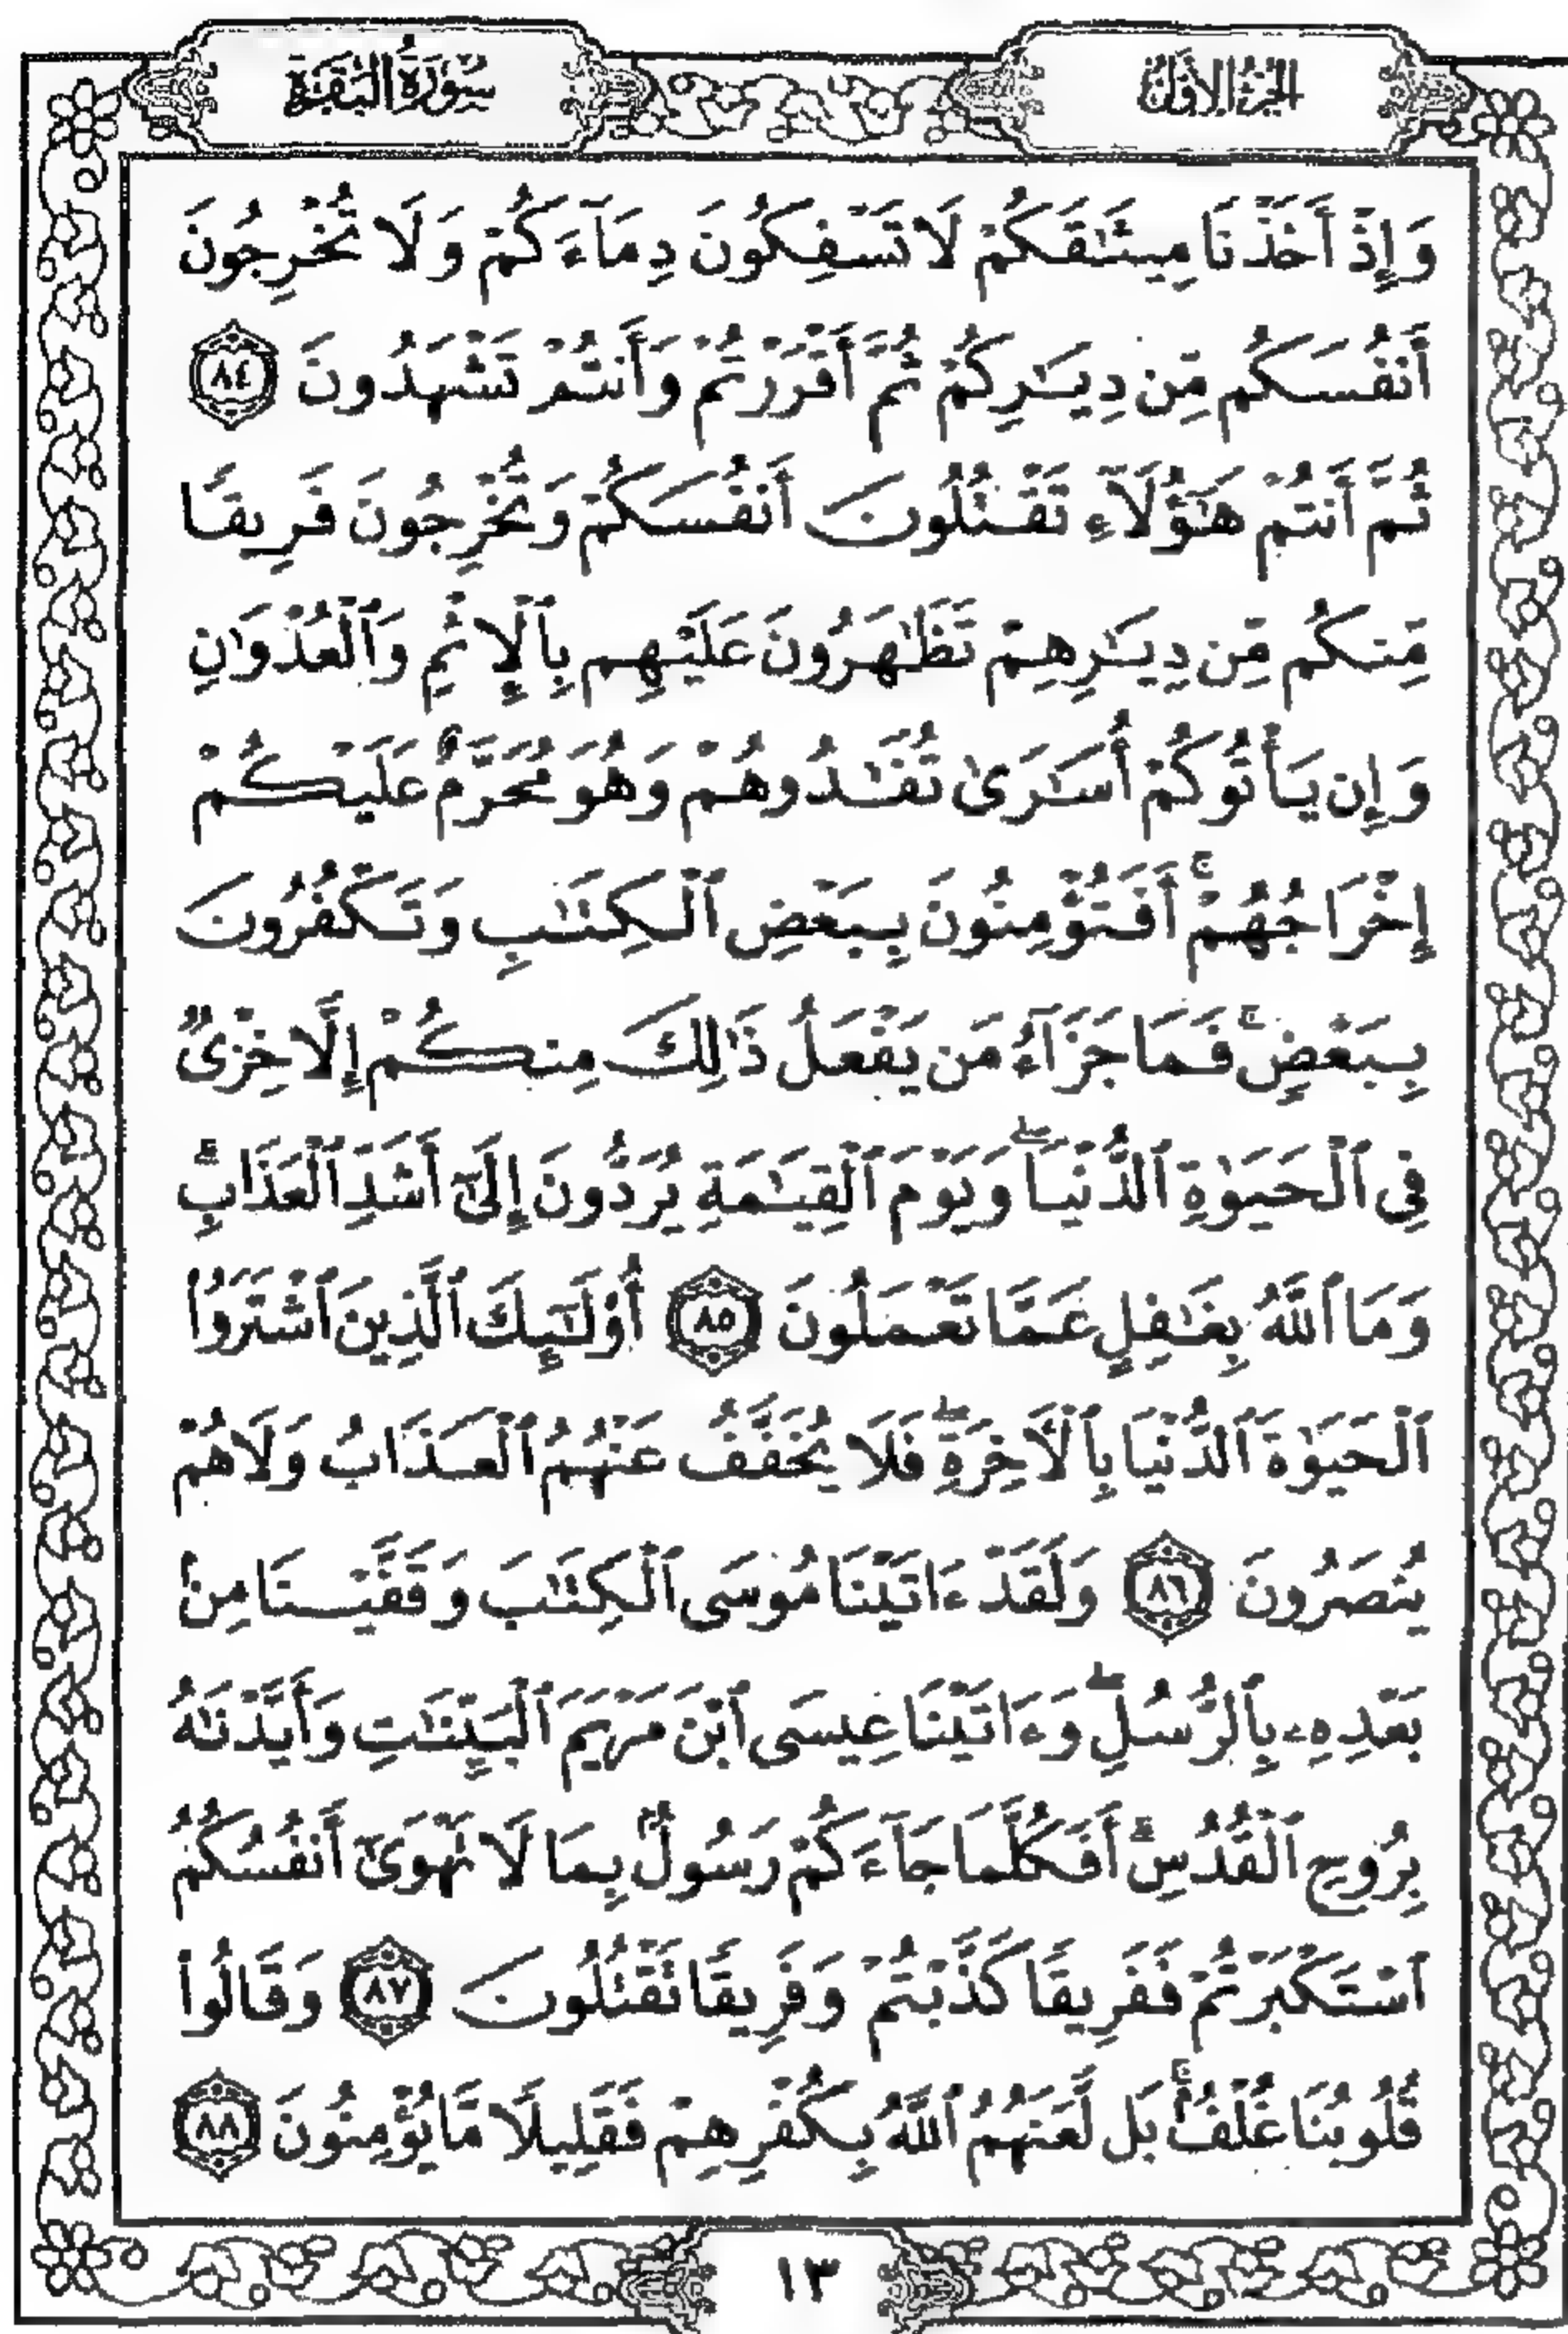 الجزء الأول
سورة البقرة
وَإِذْ أَخَذْنَا مِيثَٰقَكُمْ لَا تَسْفِكُونَ دِمَآءَكُمْ وَلَا تُخْرِجُونَ
أَنفُسَكُم مِّن دِيَٰرِكُمْ ثُمَّ أَقْرَرْتُمْ وَأَنتُمْ تَشْهَدُونَ ٨٤
ثُمَّ أَنتُمْ هَٰٓؤُلَآءِ تَقْتُلُونَ أَنفُسَكُمْ وَتُخْرِجُونَ فَرِيقًا
مِّنكُم مِّن دِيَٰرِهِمْ تَظَٰهَرُونَ عَلَيْهِم بِٱلْإِثْمِ وَٱلْعُدْوَٰنِ
وَإِن يَأْتُوكُمْ أُسَٰرَىٰ تُفَٰدُوهُمْ وَهُوَ مُحَرَّمٌ عَلَيْكُمْ
إِخْرَاجُهُمْ ۚ أَفَتُؤْمِنُونَ بِبَعْضِ ٱلْكِتَٰبِ وَتَكْفُرُونَ
بِبَعْضٍ ۚ فَمَا جَزَآءُ مَن يَفْعَلُ ذَٰلِكَ مِنكُمْ إِلَّا خِزْىٌ
فِى ٱلْحَيَوٰةِ ٱلدُّنْيَا ۖ وَيَوْمَ ٱلْقِيَٰمَةِ يُرَدُّونَ إِلَىٰٓ أَشَدِّ ٱلْعَذَابِ ۗ
وَمَا ٱللَّهُ بِغَٰفِلٍ عَمَّا تَعْمَلُونَ ٨٥ أُو۟لَٰٓئِكَ ٱلَّذِينَ ٱشْتَرَوُا۟
ٱلْحَيَوٰةَ ٱلدُّنْيَا بِٱلْـَٔاخِرَةِ ۖ فَلَا يُخَفَّفُ عَنْهُمُ ٱلْعَذَابُ وَلَا هُمْ
يُنصَرُونَ ٨٦ وَلَقَدْ ءَاتَيْنَا مُوسَى ٱلْكِتَٰبَ وَقَفَّيْنَا مِنۢ
بَعْدِهِۦ بِٱلرُّسُلِ ۖ وَءَاتَيْنَا عِيسَى ٱبْنَ مَرْيَمَ ٱلْبَيِّنَٰتِ وَأَيَّدْنَٰهُ
بِرُوحِ ٱلْقُدُسِ ۗ أَفَكُلَّمَا جَآءَكُمْ رَسُولٌۢ بِمَا لَا تَهْوَىٰٓ أَنفُسُكُمُ
ٱسْتَكْبَرْتُمْ فَفَرِيقًا كَذَّبْتُمْ وَفَرِيقًا تَقْتُلُونَ ٨٧ وَقَالُوا۟
قُلُوبُنَا غُلْفٌۢ ۚ بَل لَّعَنَهُمُ ٱللَّهُ بِكُفْرِهِمْ فَقَلِيلًا مَّا يُؤْمِنُونَ ٨٨
١٣